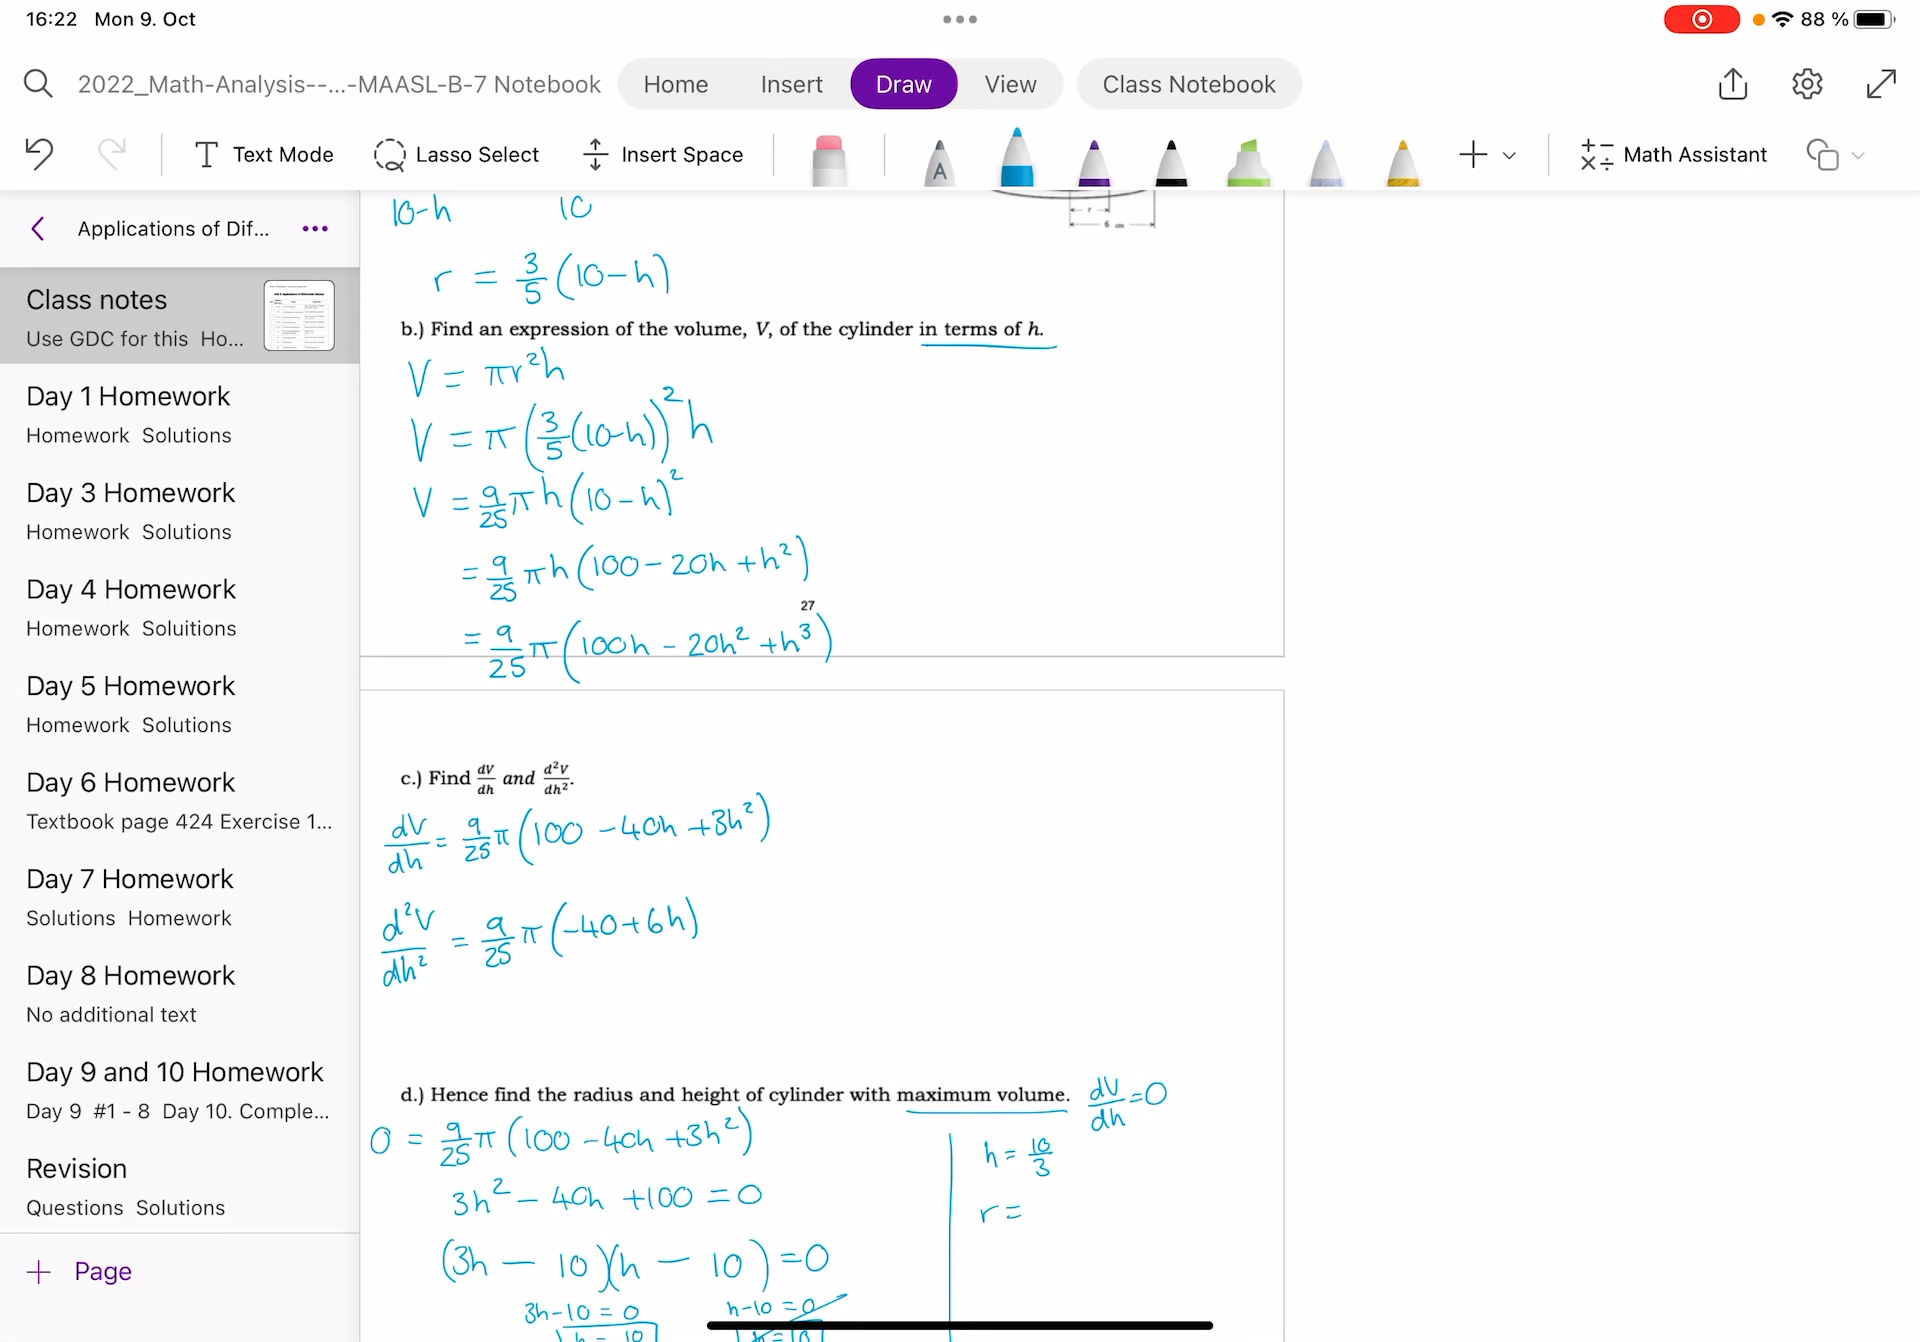 16:22 Mon 9. Oct
88 %
2022_Math-Analysis--...-MAASL-B-7 Notebook
Home Insert Draw View Class Notebook
Text Mode
Lasso Select
Insert Space
A
Math Assistant
Applications of Dif...
Class notes
Use GDC for this Ho...
Day 1 Homework
Homework Solutions
Day 3 Homework
Homework Solutions
Day 4 Homework
Homework Soluitions
Day 5 Homework
Homework Solutions
Day 6 Homework
Textbook page 424 Exercise 1...
Day 7 Homework
Solutions Homework
Day 8 Homework
No additional text
Day 9 and 10 Homework
Day 9 #1 - 8 Day 10. Comple...
Revision
Questions Solutions
Page
10-h 10
r
6 cm
r = 3/5 (10-h)
b.) Find an expression of the volume, V, of the cylinder in terms of h.
V = πr²h
V = π(3/5(10-h))²h
V = 9/25 πh(10-h)²
= 9/25 πh(100-20h+h²)
27
= 9/25 π(100h - 20h² + h³)
c.) Find dV/dh and d²V/dh².
dV/dh = 9/25 π(100 - 40h + 3h²)
d²V/dh² = 9/25 π(-40+6h)
d.) Hence find the radius and height of cylinder with maximum volume. dV/dh = 0
0 = 9/25 π(100 - 40h + 3h²)
h = 10/3
3h² - 40h + 100 = 0
r =
(3h - 10)(h - 10) = 0
3h-10 = 0 h-10 = 0
h = 10 h = 10